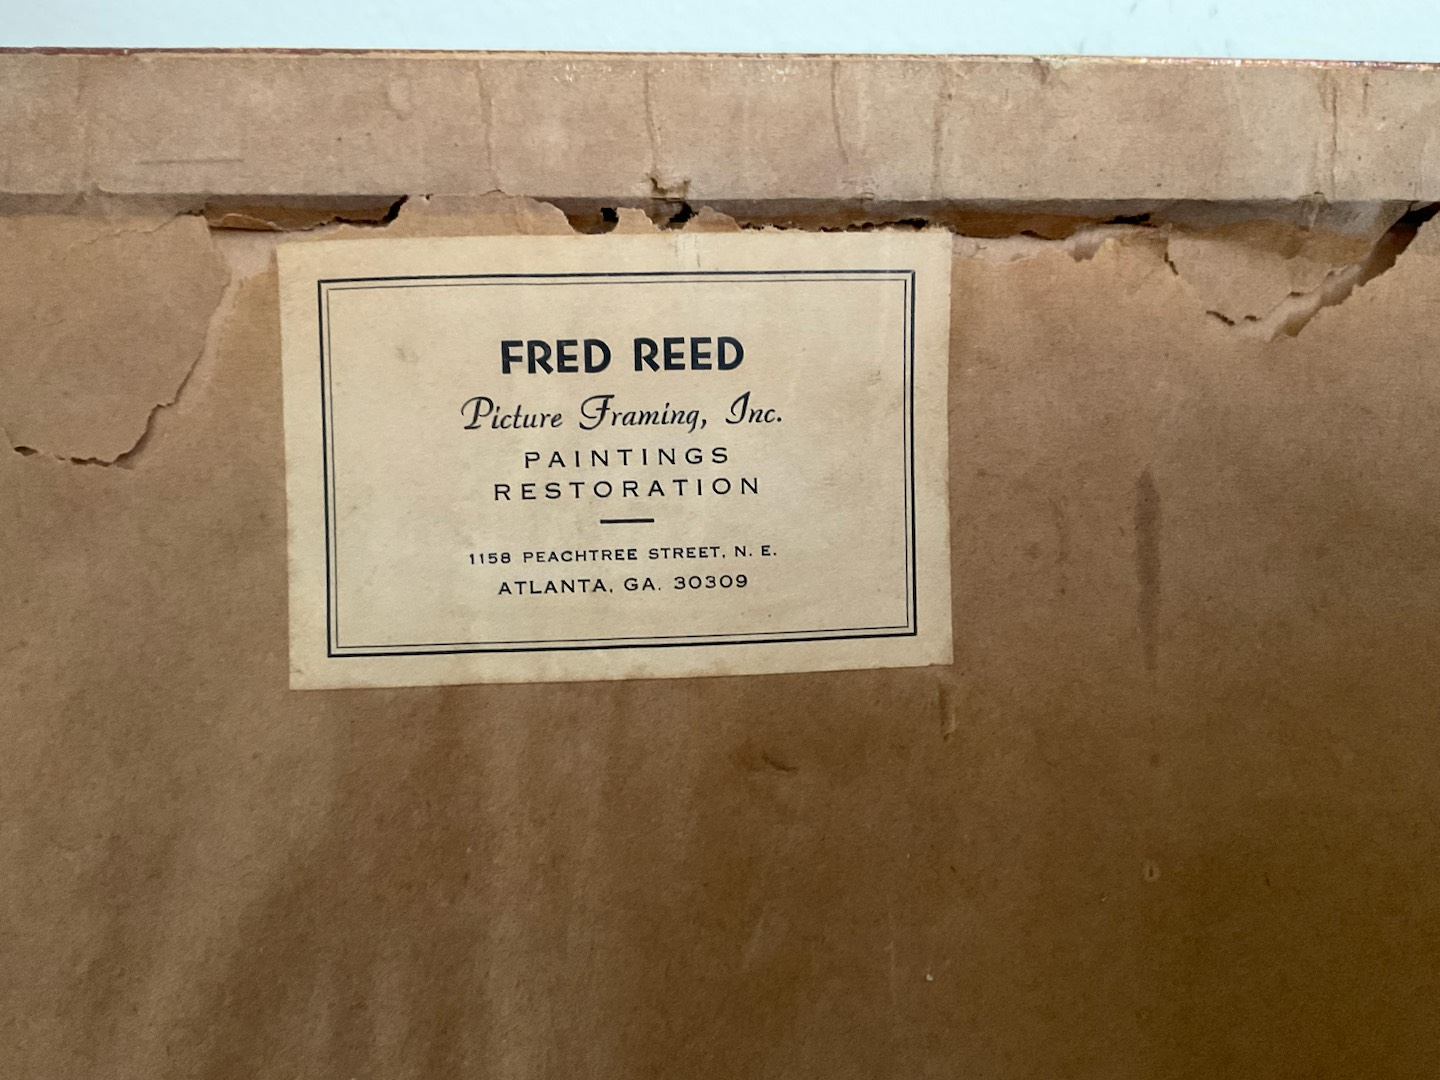 FRED REED
Picture Framing, Inc.
PAINTINGS
RESTORATION
1158 PEACHTREE STREET, N. E.
ATLANTA, GA. 30309